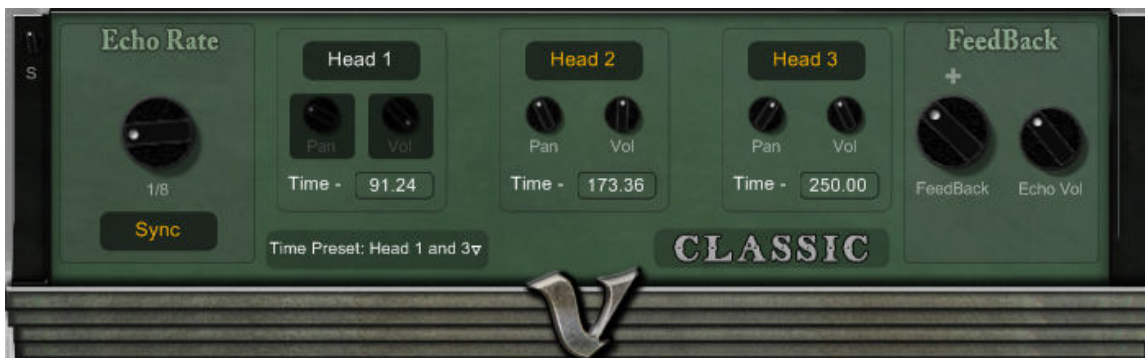 S
Echo Rate
1/8
Sync
Head 1
Pan
Vol
Time - 91.24
Head 2
Pan
Vol
Time - 173.36
Head 3
Pan
Vol
Time - 250.00
Time Preset: Head 1 and 3
CLASSIC
FeedBack
+
FeedBack
Echo Vol
V